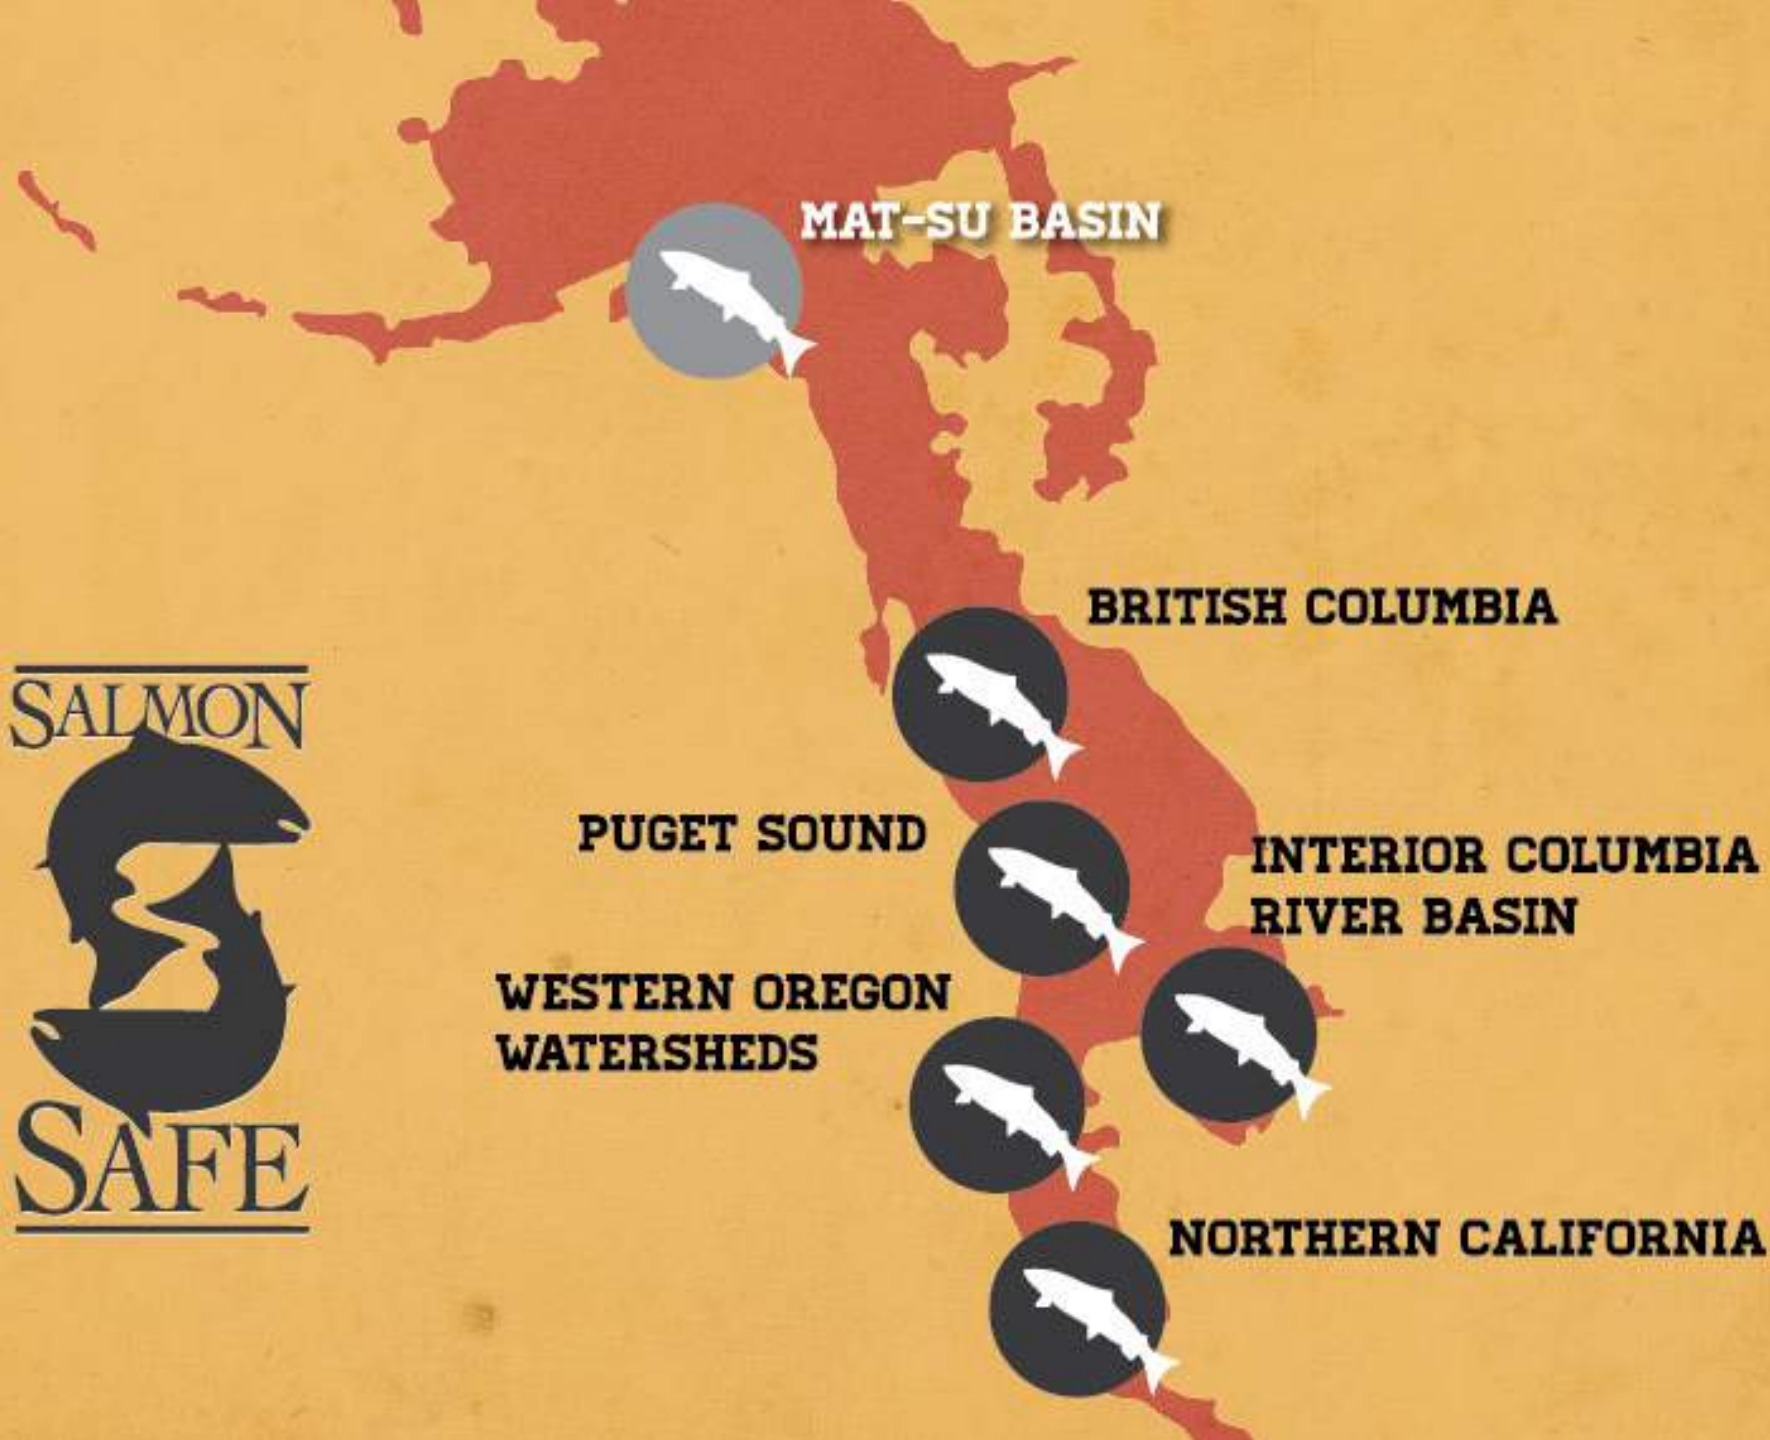 MAT-SU BASIN
BRITISH COLUMBIA
SALMON
SAFE
PUGET SOUND
INTERIOR COLUMBIA
RIVER BASIN
WESTERN OREGON
WATERSHEDS
NORTHERN CALIFORNIA